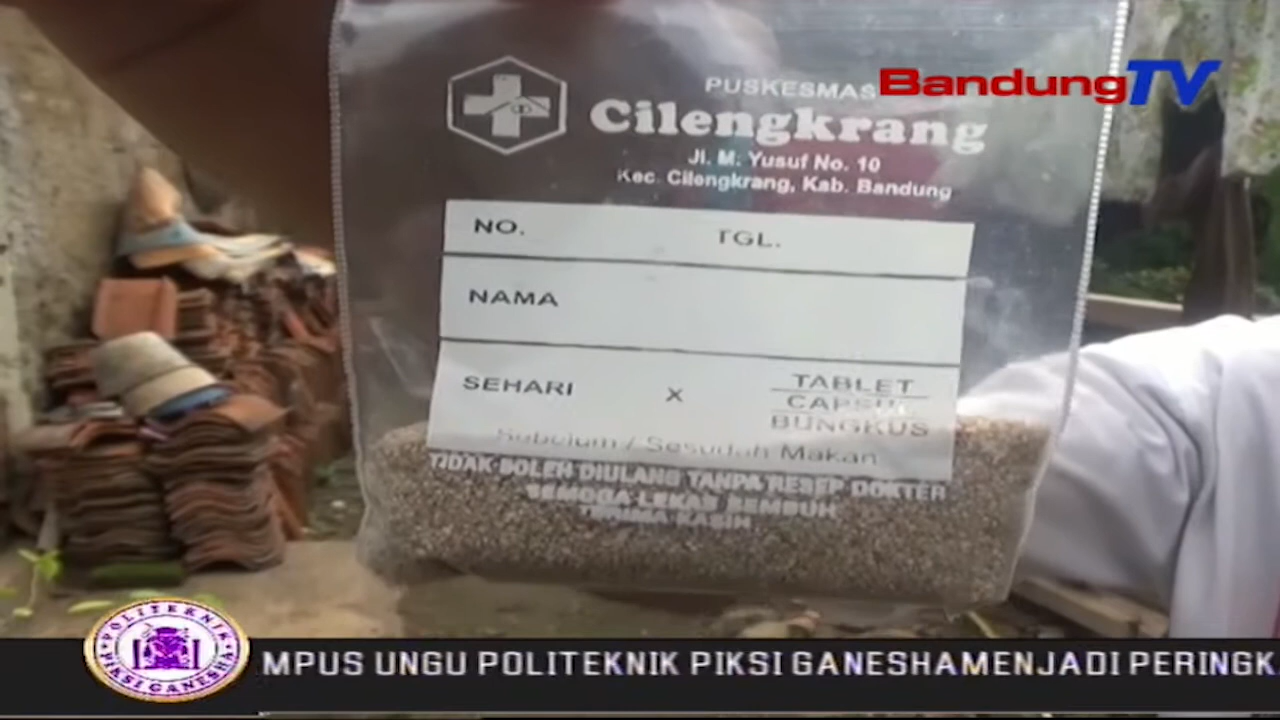 BandungTV
PUSKESMAS
Cilengkrang
Jl. M. Yusuf No. 10
Kec. Cilengkrang, Kab. Bandung
NO. TGL.
NAMA
SEHARI X TABLET
CAPSUL
BUNGKUS
Sebelum / Sesudah Makan
TIDAK BOLEH DIULANG TANPA RESEP DOKTER
SEMOGA LEKAS SEMBUH
TERIMA KASIH
POLITEKNIK
PIKSI GANESHA
MPUS UNGU POLITEKNIK PIKSI GANESHAMENJADI PERINGK